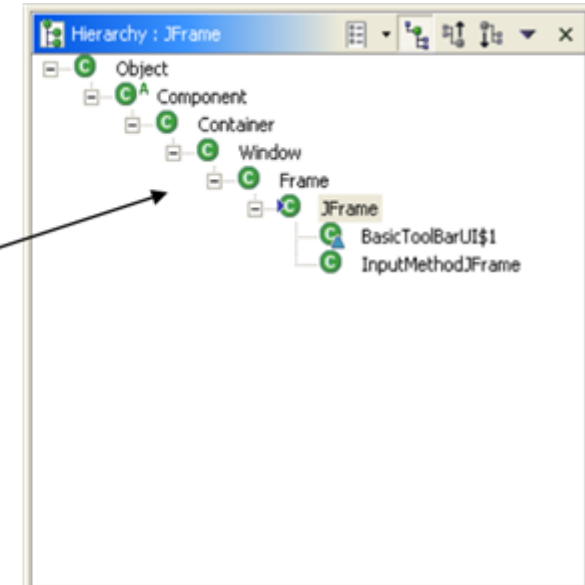 Hierarchy : JFrame
C Object
C A Component
C Container
C Window
C Frame
C JFrame
C BasicToolBarUI$1
C InputMethodJFrame